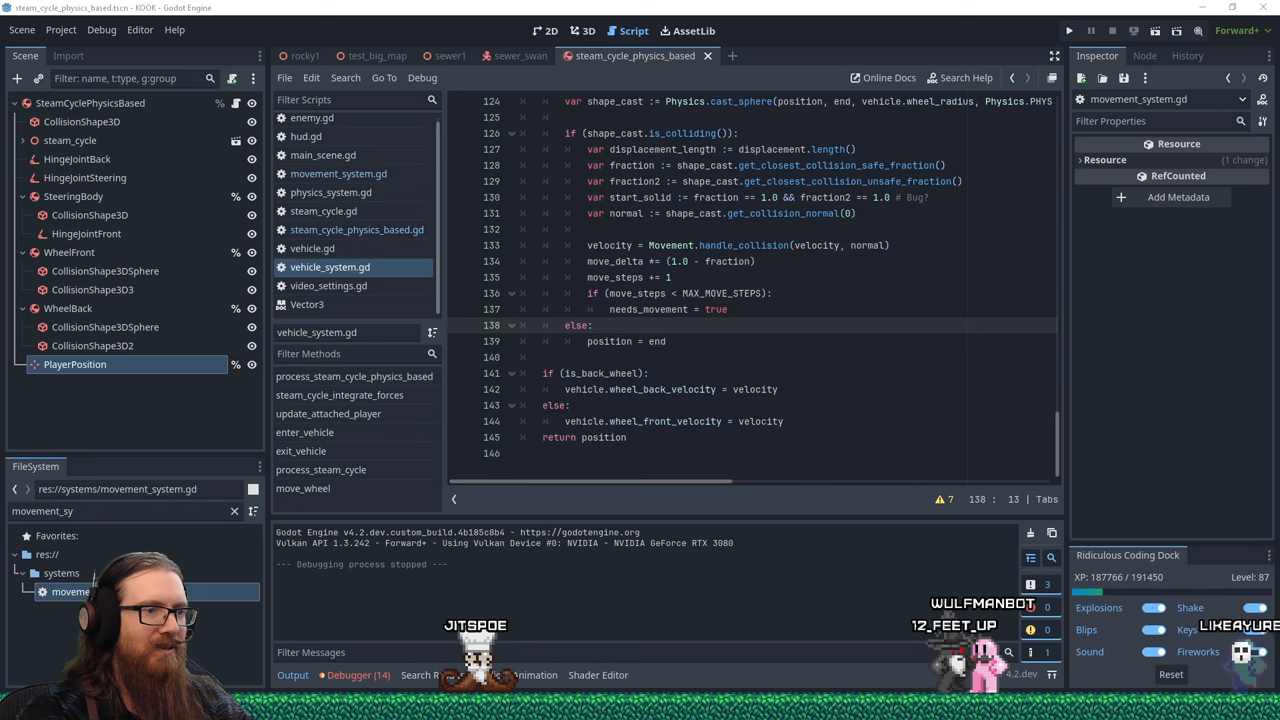 steam_cycle_physics_based.tscn - KOOK - Godot Engine
Scene Project Debug Editor Help
2D 3D Script AssetLib
Forward+
Scene Import
rocky1 test_big_map sewer1 sewer_swan steam_cycle_physics_based
Inspector Node History
Filter: name, t:type, g:group
File Edit Search Go To Debug
Online Docs Search Help
SteamCyclePhysicsBased
CollisionShape3D
steam_cycle
HingeJointBack
HingeJointSteering
SteeringBody
CollisionShape3D
HingeJointFront
WheelFront
CollisionShape3DSphere
CollisionShape3D3
WheelBack
CollisionShape3DSphere
CollisionShape3D2
PlayerPosition
Filter Scripts
enemy.gd
hud.gd
main_scene.gd
movement_system.gd
physics_system.gd
steam_cycle.gd
steam_cycle_physics_based.gd
vehicle.gd
vehicle_system.gd
video_settings.gd
Vector3
vehicle_system.gd
Filter Methods
process_steam_cycle_physics_based
steam_cycle_integrate_forces
update_attached_player
enter_vehicle
exit_vehicle
process_steam_cycle
move_wheel
124 var shape_cast := Physics.cast_sphere(position, end, vehicle.wheel_radius, Physics.PHYS
125
126 if (shape_cast.is_colliding()):
127 var displacement_length := displacement.length()
128 var fraction := shape_cast.get_closest_collision_safe_fraction()
129 var fraction2 := shape_cast.get_closest_collision_unsafe_fraction()
130 var start_solid := fraction == 1.0 && fraction2 == 1.0 # Bug?
131 var normal := shape_cast.get_collision_normal(0)
132
133 velocity = Movement.handle_collision(velocity, normal)
134 move_delta *= (1.0 - fraction)
135 move_steps += 1
136 if (move_steps < MAX_MOVE_STEPS):
137 needs_movement = true
138 else:
139 position = end
140
141 if (is_back_wheel):
142 vehicle.wheel_back_velocity = velocity
143 else:
144 vehicle.wheel_front_velocity = velocity
145 return position
146
7 138 : 13 | Tabs
movement_system.gd
Filter Properties
Resource
Resource (1 change)
RefCounted
Add Metadata
FileSystem
res://systems/movement_system.gd
movement_sy
Favorites:
res://
systems
moveme
Godot Engine v4.2.dev.custom_build.4b185c8b4 - https://godotengine.org
Vulkan API 1.3.242 - Forward+ - Using Vulkan Device #0: NVIDIA - NVIDIA GeForce RTX 3080
--- Debugging process stopped ---
3
0
0
1
Filter Messages
Output Debugger (14) Search R Animation Shader Editor
4.2.dev
Ridiculous Coding Dock
XP: 187766 / 191450 Level: 87
Explosions Shake
Blips Keys
Sound Fireworks
Reset
JITSPOE
WULFMANBOT
12_FEET_UP
LIKEAYURE